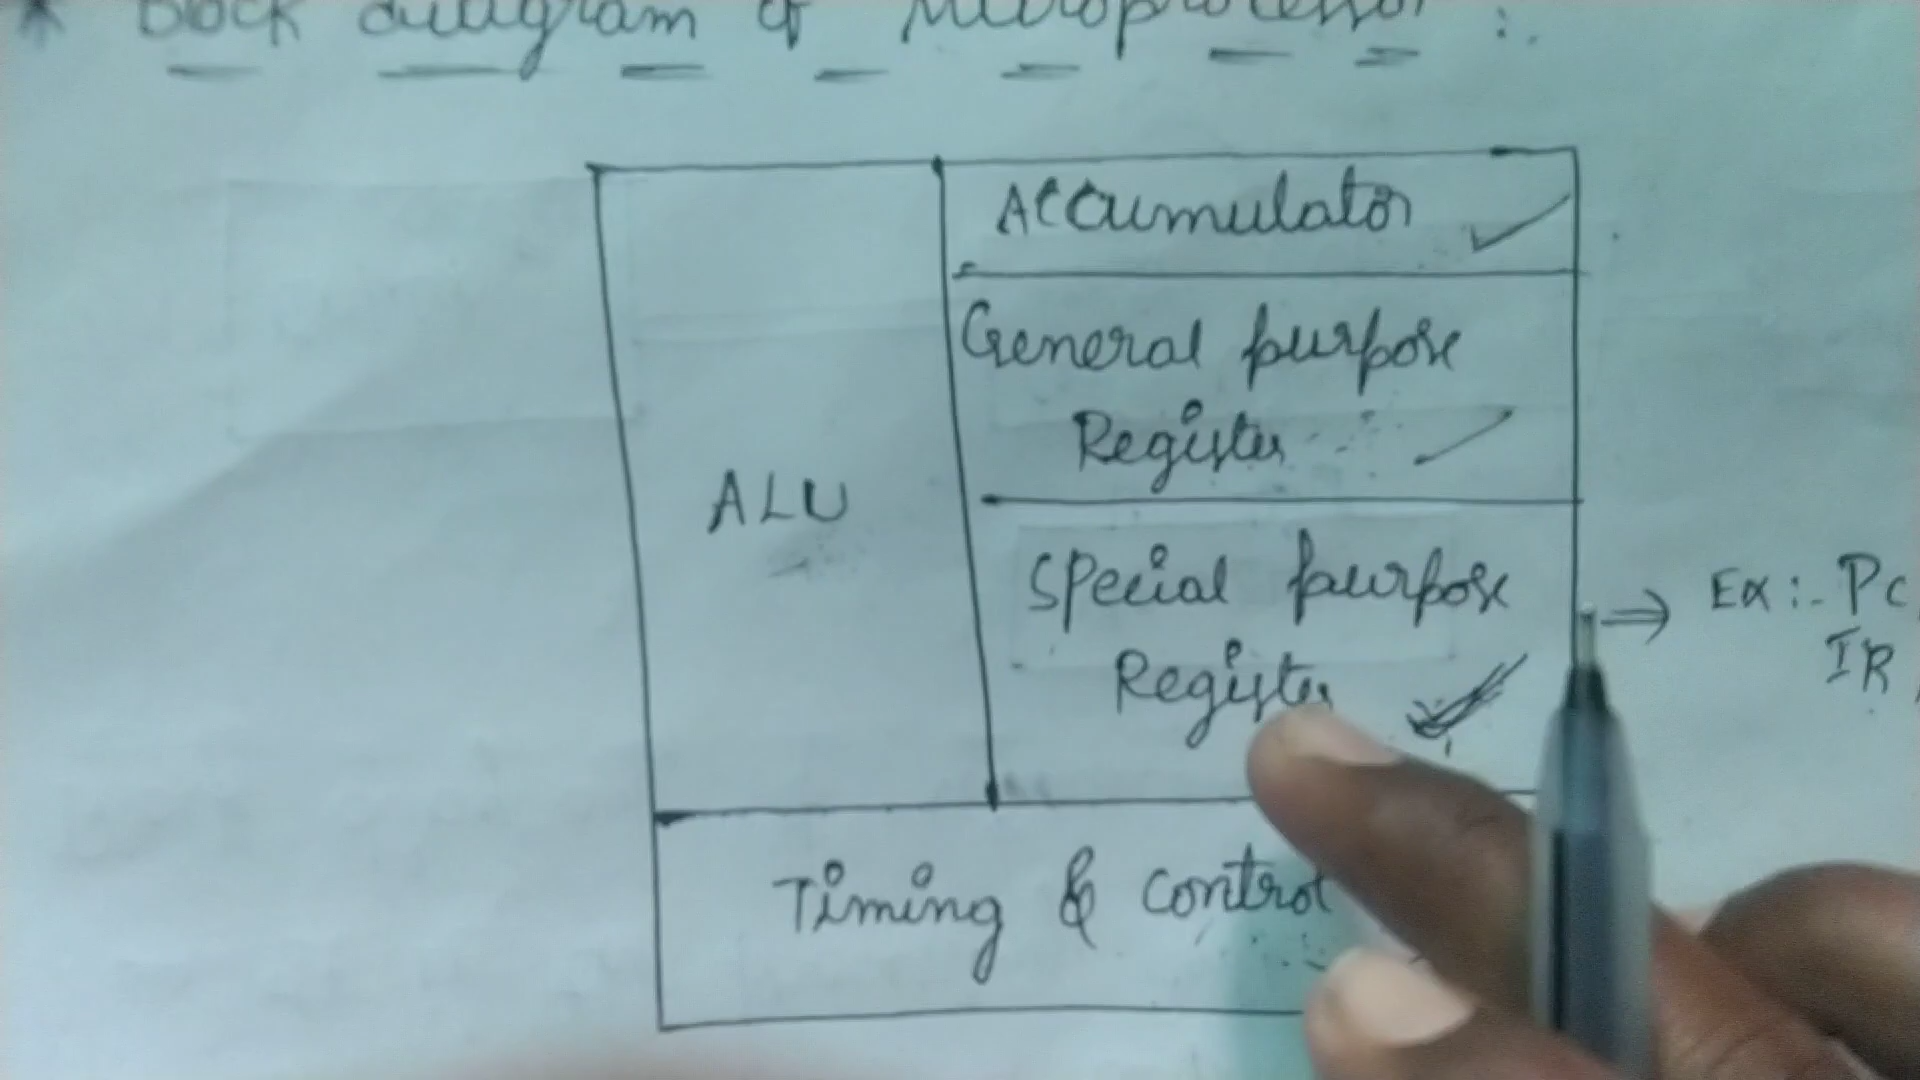 * Block diagram of Microprocessor :.
Accumulator
General purpose
Register
ALU
Special purpose
Register
Ex :- PC,
IR,
Timing & control